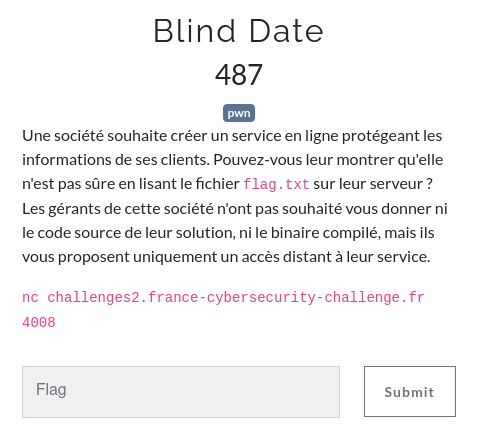 Blind Date
487
pwn
Une société souhaite créer un service en ligne protégeant les
informations de ses clients. Pouvez-vous leur montrer qu'elle
n'est pas sûre en lisant le fichier flag.txt sur leur serveur ?
Les gérants de cette société n'ont pas souhaité vous donner ni
le code source de leur solution, ni le binaire compilé, mais ils
vous proposent uniquement un accès distant à leur service.
nc challenges2.france-cybersecurity-challenge.fr
4008
Flag
Submit